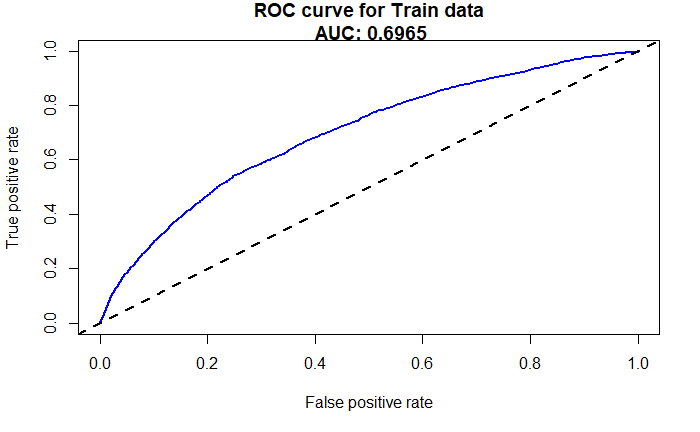 ROC curve for Train data
AUC: 0.6965
True positive rate
1.0
0.8
0.6
0.4
0.2
0.0
0.0 0.2 0.4 0.6 0.8 1.0
False positive rate